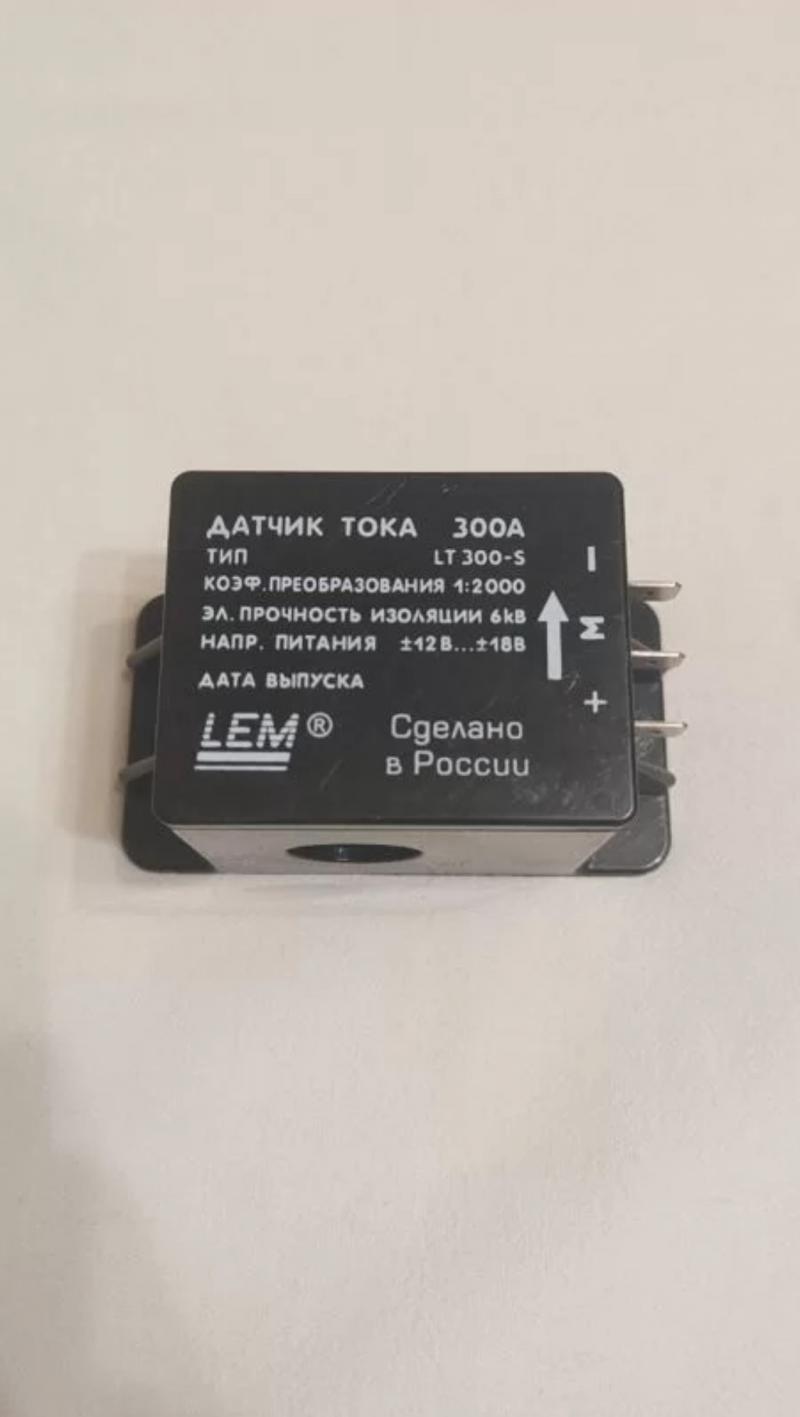 ДАТЧИК ТОКА 300А
ТИП LT 300-S
КОЭФ.ПРЕОБРАЗОВАНИЯ 1:2000
ЭЛ. ПРОЧНОСТЬ ИЗОЛЯЦИИ 6kВ
НАПР. ПИТАНИЯ ±12В...±18В
ДАТА ВЫПУСКА
LEM®
Сделано
в России
–
M
+